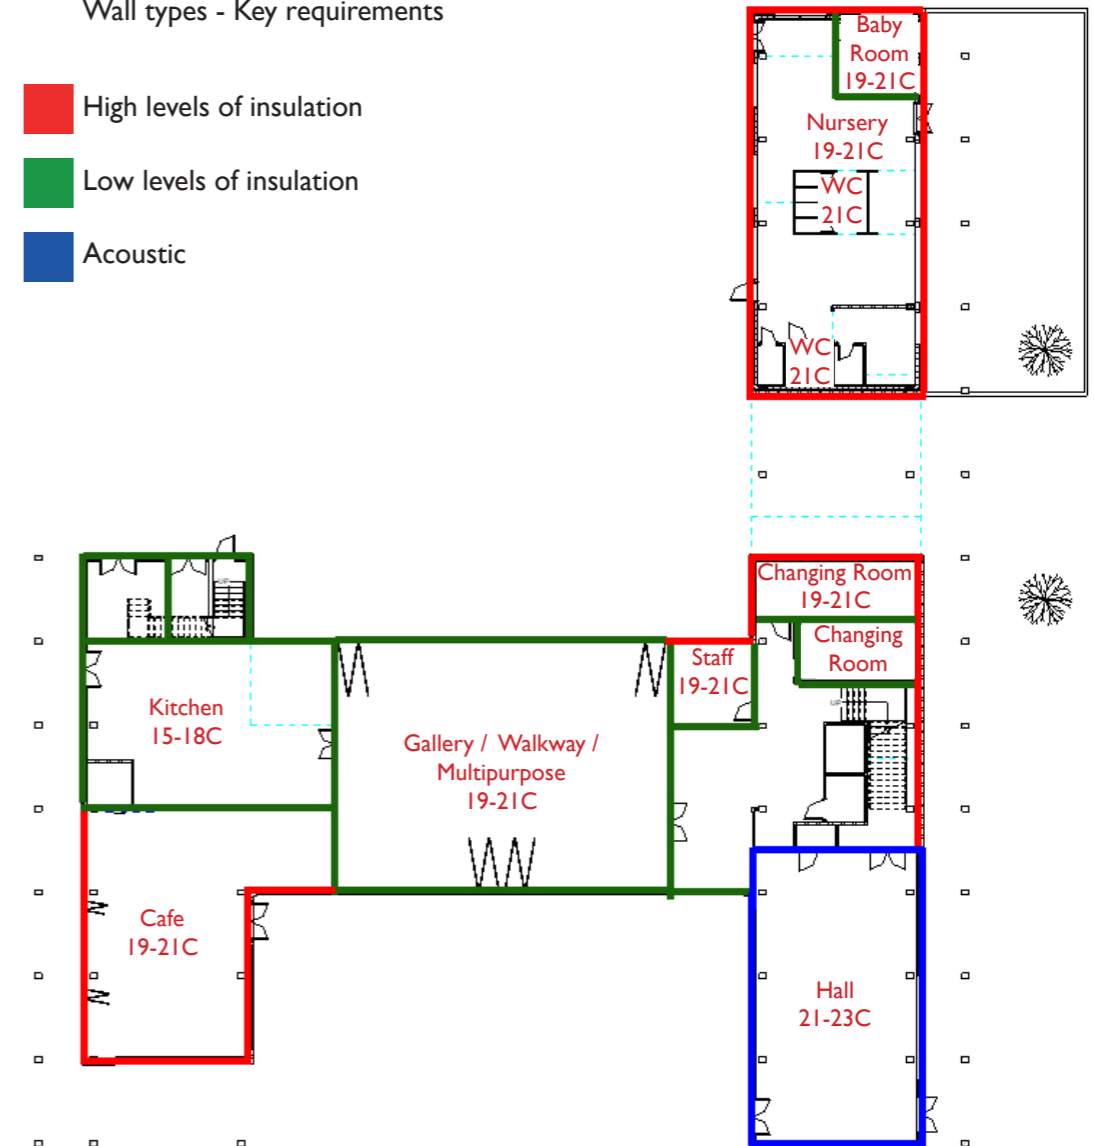 Wall types - Key requirements
High levels of insulation
Low levels of insulation
Acoustic
Baby
Room
19-21C
Nursery
19-21C
WC
21C
WC
21C
Changing Room
19-21C
Changing
Room
Staff
19-21C
UP
UP
Kitchen
15-18C
Gallery / Walkway /
Multipurpose
19-21C
Cafe
19-21C
Hall
21-23C